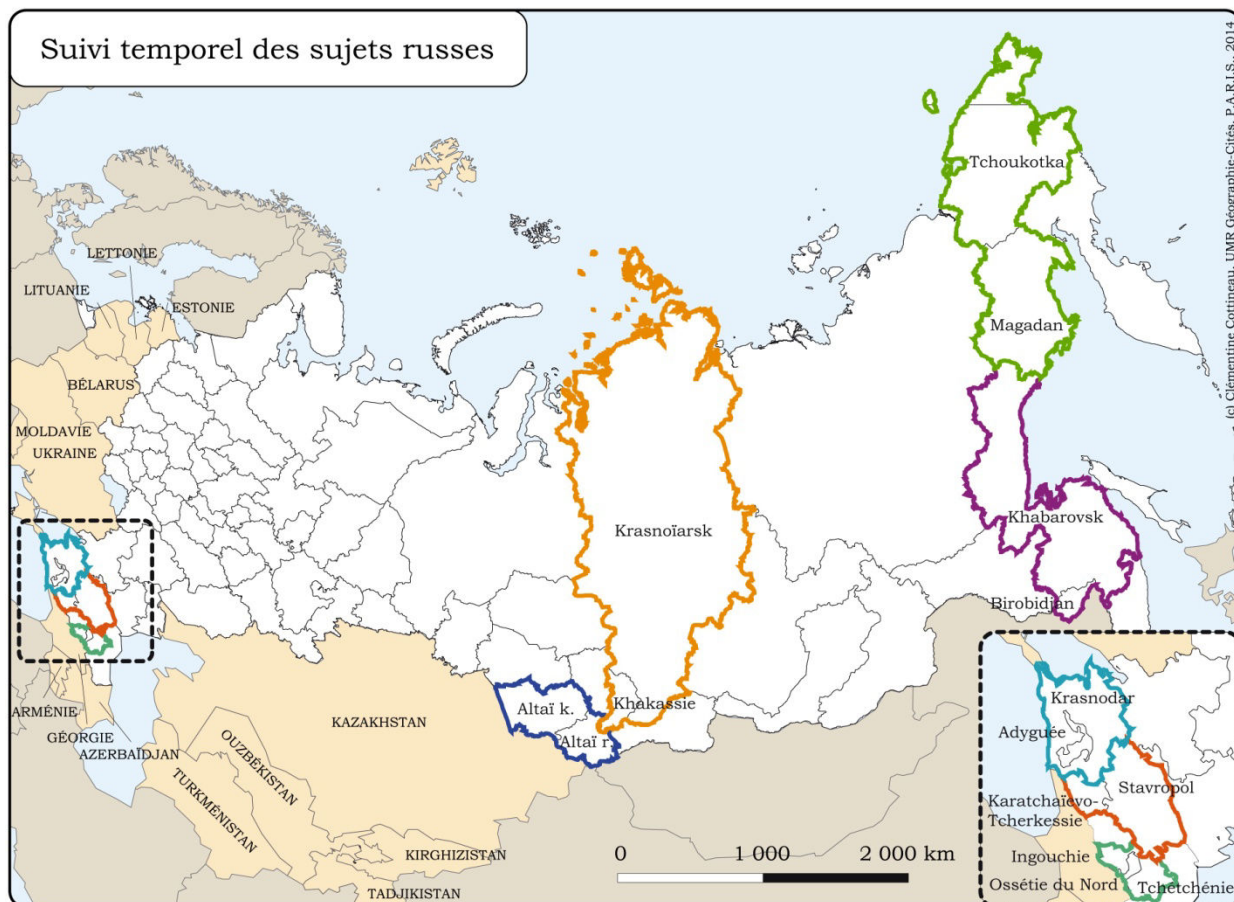 Suivi temporel des sujets russes
(c) Clémentine Cottineau, UMR Géographie-Cités, P.A.R.I.S., 2014
Tchoukotka
LETTONIE
LITUANIE
ESTONIE
Magadan
BÉLARUS
MOLDAVIE
UKRAINE
Krasnoïarsk
Khabarovsk
Birobidjan
Altaï k.
Khakassie
Altaï r.
ARMÉNIE
GÉORGIE
AZERBAÏDJAN
KAZAKHSTAN
OUZBÉKISTAN
TURKMÉNISTAN
KIRGHIZISTAN
TADJIKISTAN
0 1 000 2 000 km
Krasnodar
Adyguée
Stavropol
Karatchaïevo-
Tcherkessie
Ingouchie
Ossétie du Nord
Tchétchénie